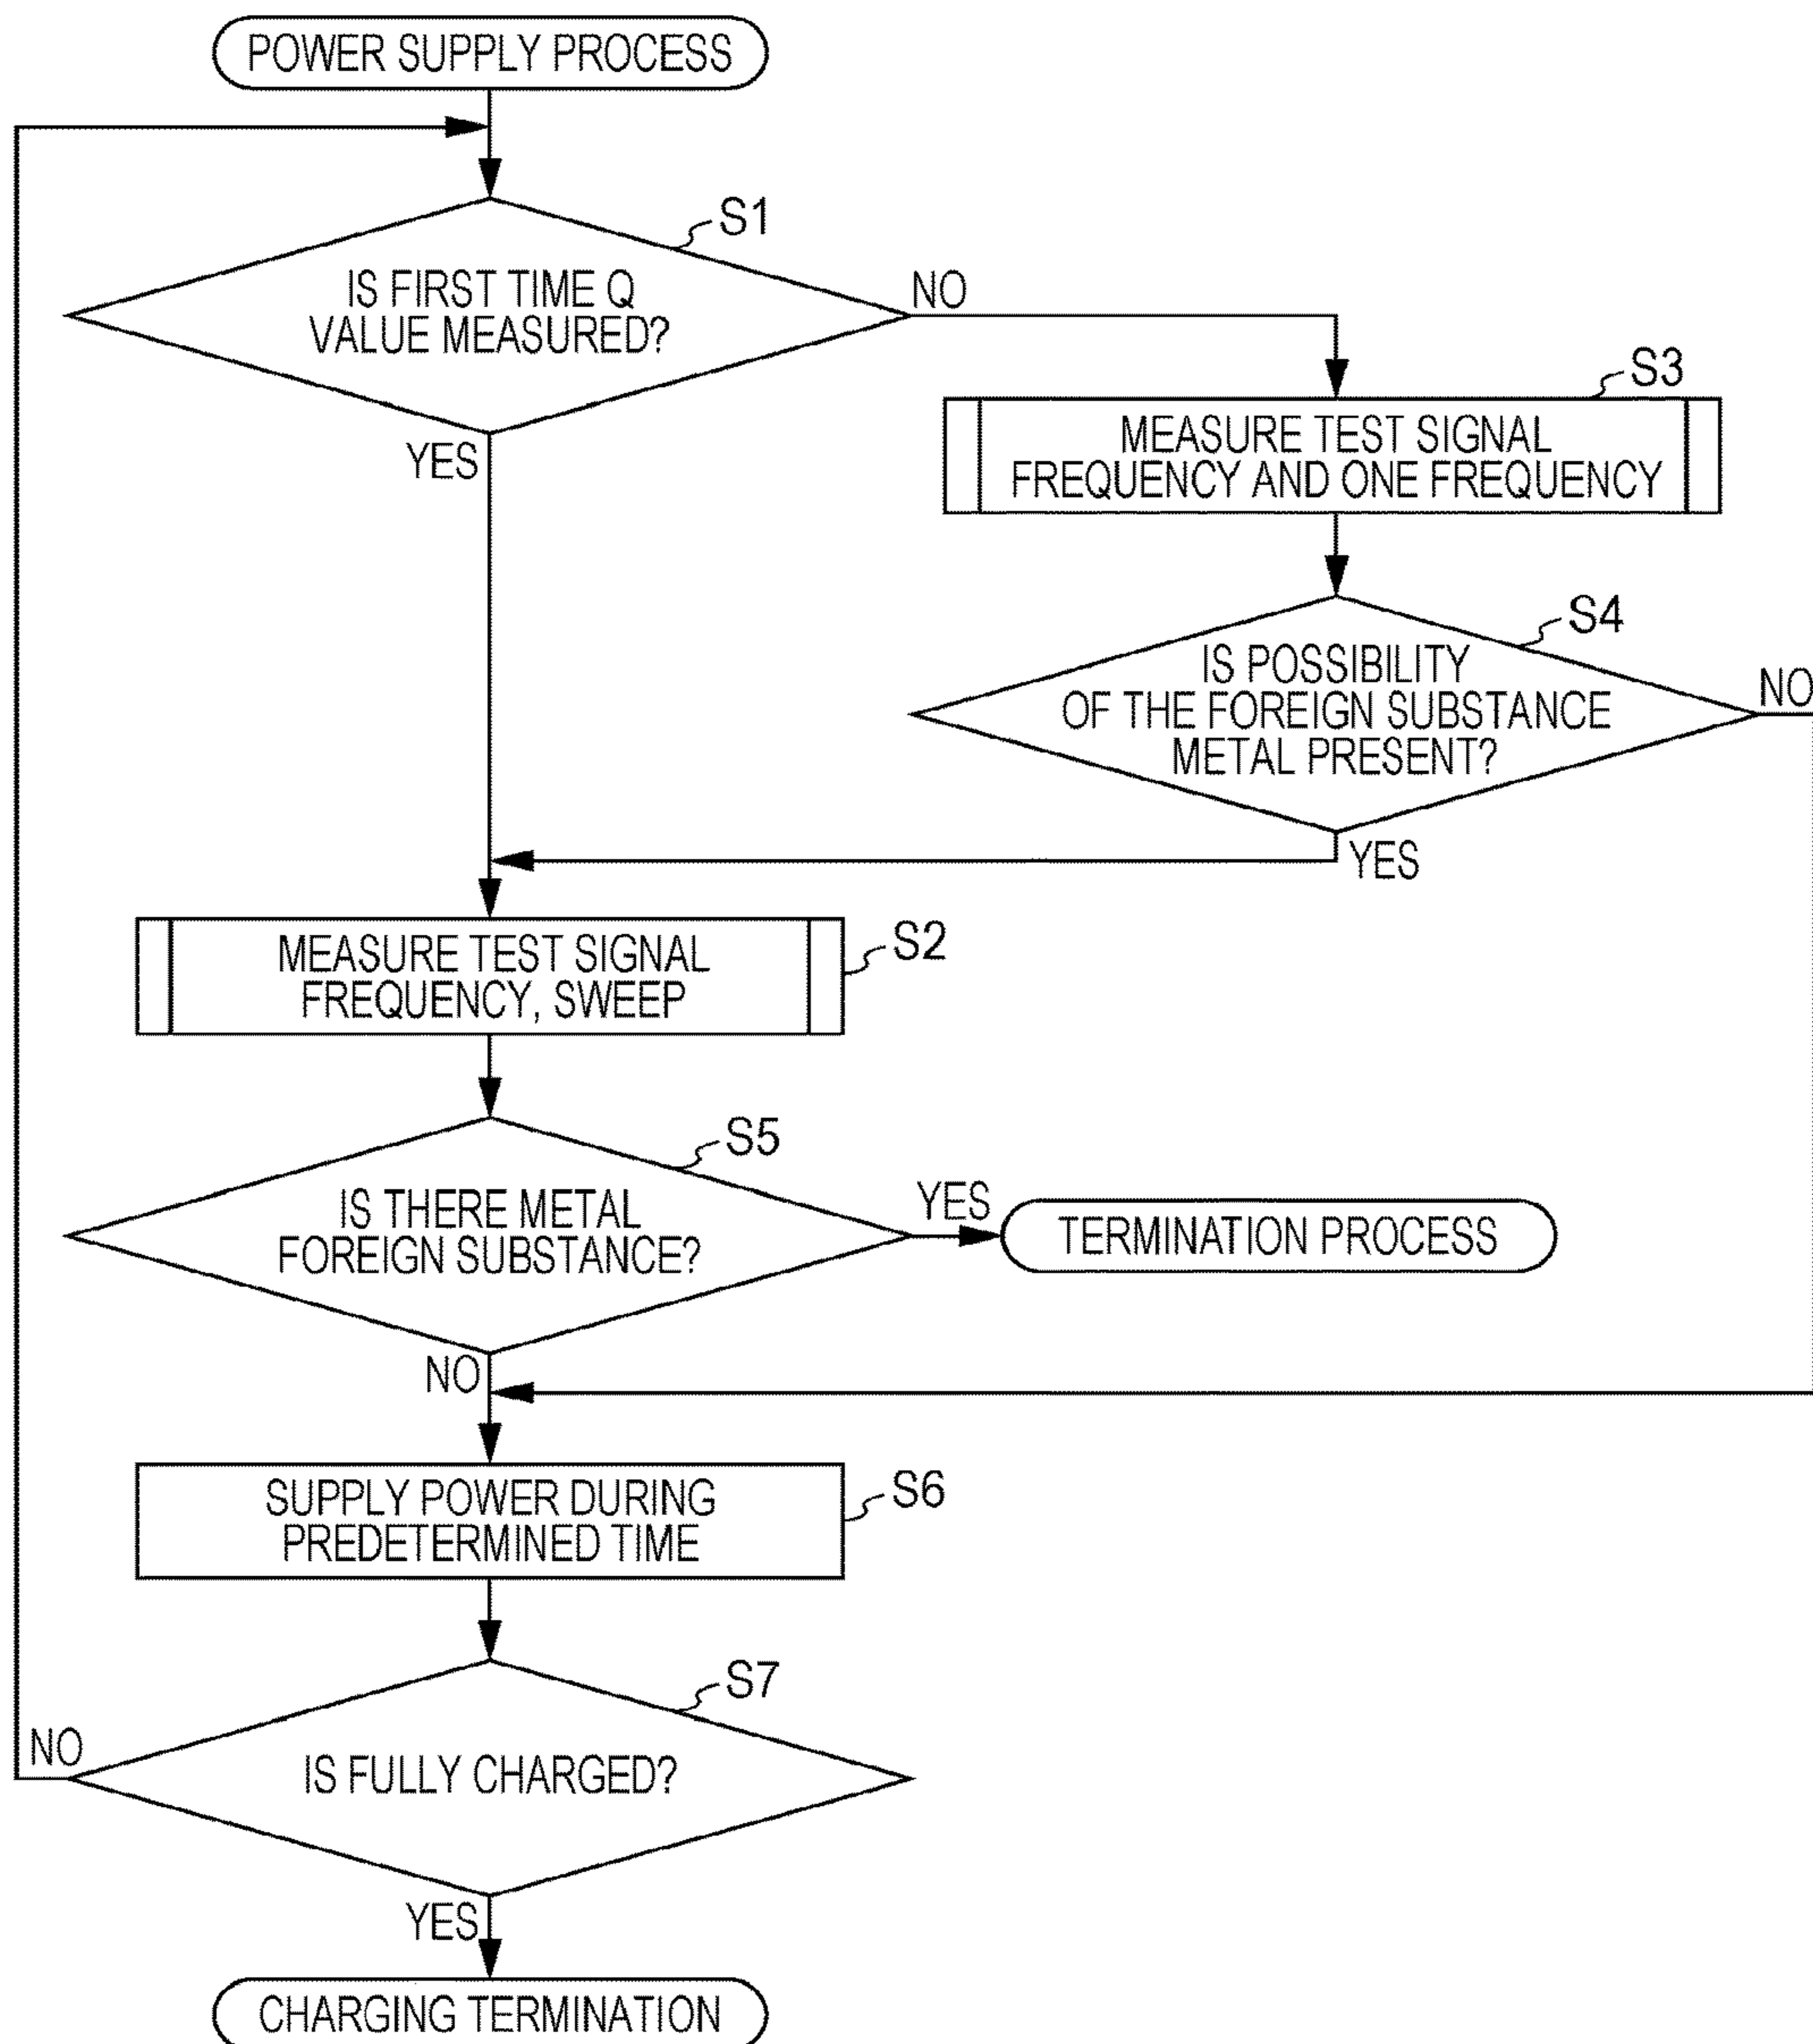 POWER SUPPLY PROCESS
S1
IS FIRST TIME Q
VALUE MEASURED?
NO
YES
S3
MEASURE TEST SIGNAL
FREQUENCY AND ONE FREQUENCY
S4
IS POSSIBILITY
OF THE FOREIGN SUBSTANCE
METAL PRESENT?
NO
YES
S2
MEASURE TEST SIGNAL
FREQUENCY, SWEEP
S5
IS THERE METAL
FOREIGN SUBSTANCE?
YES
TERMINATION PROCESS
NO
S6
SUPPLY POWER DURING
PREDETERMINED TIME
S7
IS FULLY CHARGED?
NO
YES
CHARGING TERMINATION